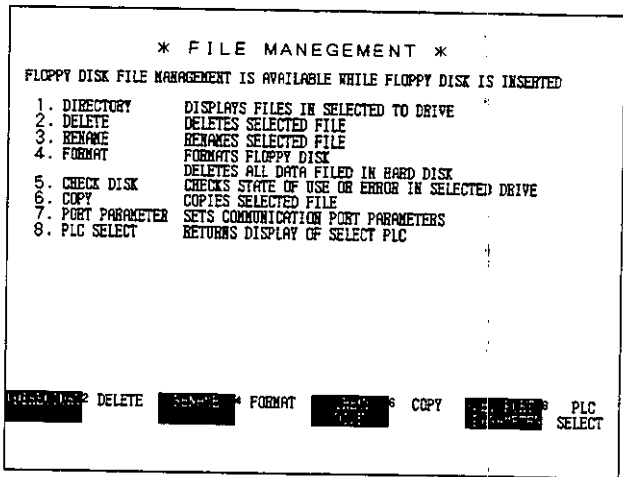 * FILE MANEGEMENT *
FLOPPY DISK FILE MANAGEMENT IS AVAILABLE WHILE FLOPPY DISK IS INSERTED
1. DIRECTORY DISPLAYS FILES IN SELECTED TO DRIVE
2. DELETE DELETES SELECTED FILE
3. RENAME RENAMES SELECTED FILE
4. FORMAT FORMATS FLOPPY DISK
DELETES ALL DATA FILED IN HARD DISK
5. CHECK DISK CHECKS STATE OF USE OR ERROR IN SELECTED DRIVE
6. COPY COPIES SELECTED FILE
7. PORT PARAMETER SETS COMMUNICATION PORT PARAMETERS
8. PLC SELECT RETURNS DISPLAY OF SELECT PLC
2 DELETE RENAME 4 FORMAT 6 COPY 8 PLC
SELECT